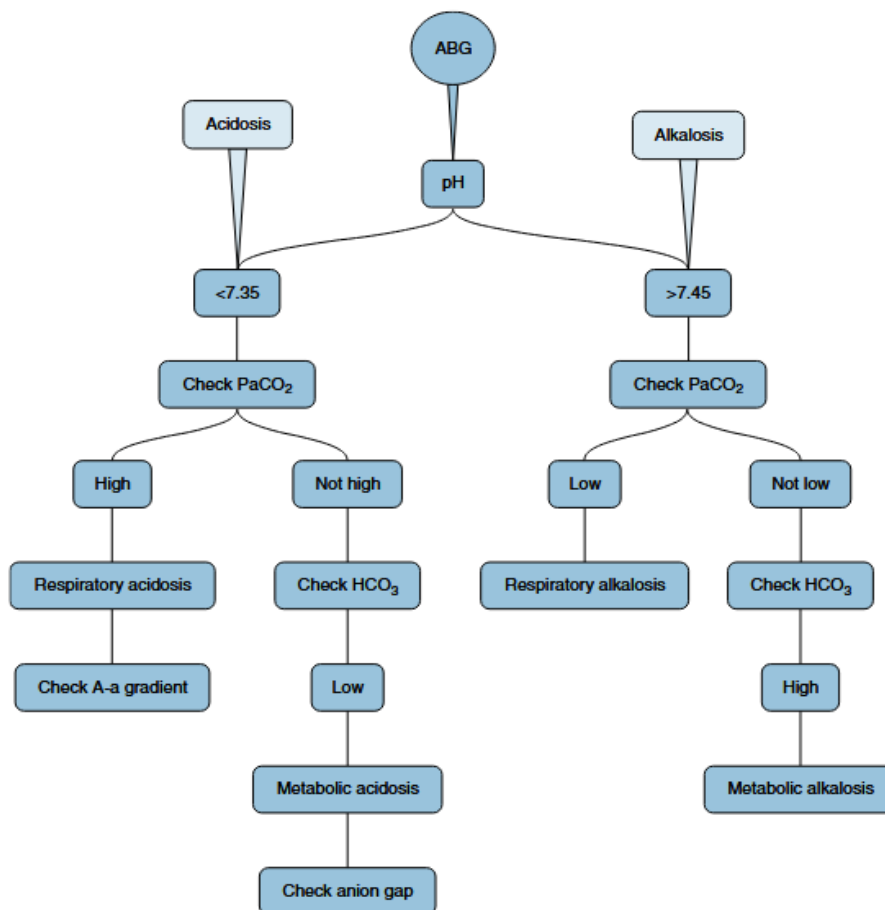 ABG
Acidosis
Alkalosis
pH
<7.35
>7.45
Check PaCO₂
Check PaCO₂
High
Not high
Low
Not low
Respiratory acidosis
Check HCO₃
Respiratory alkalosis
Check HCO₃
Check A-a gradient
Low
High
Metabolic acidosis
Metabolic alkalosis
Check anion gap